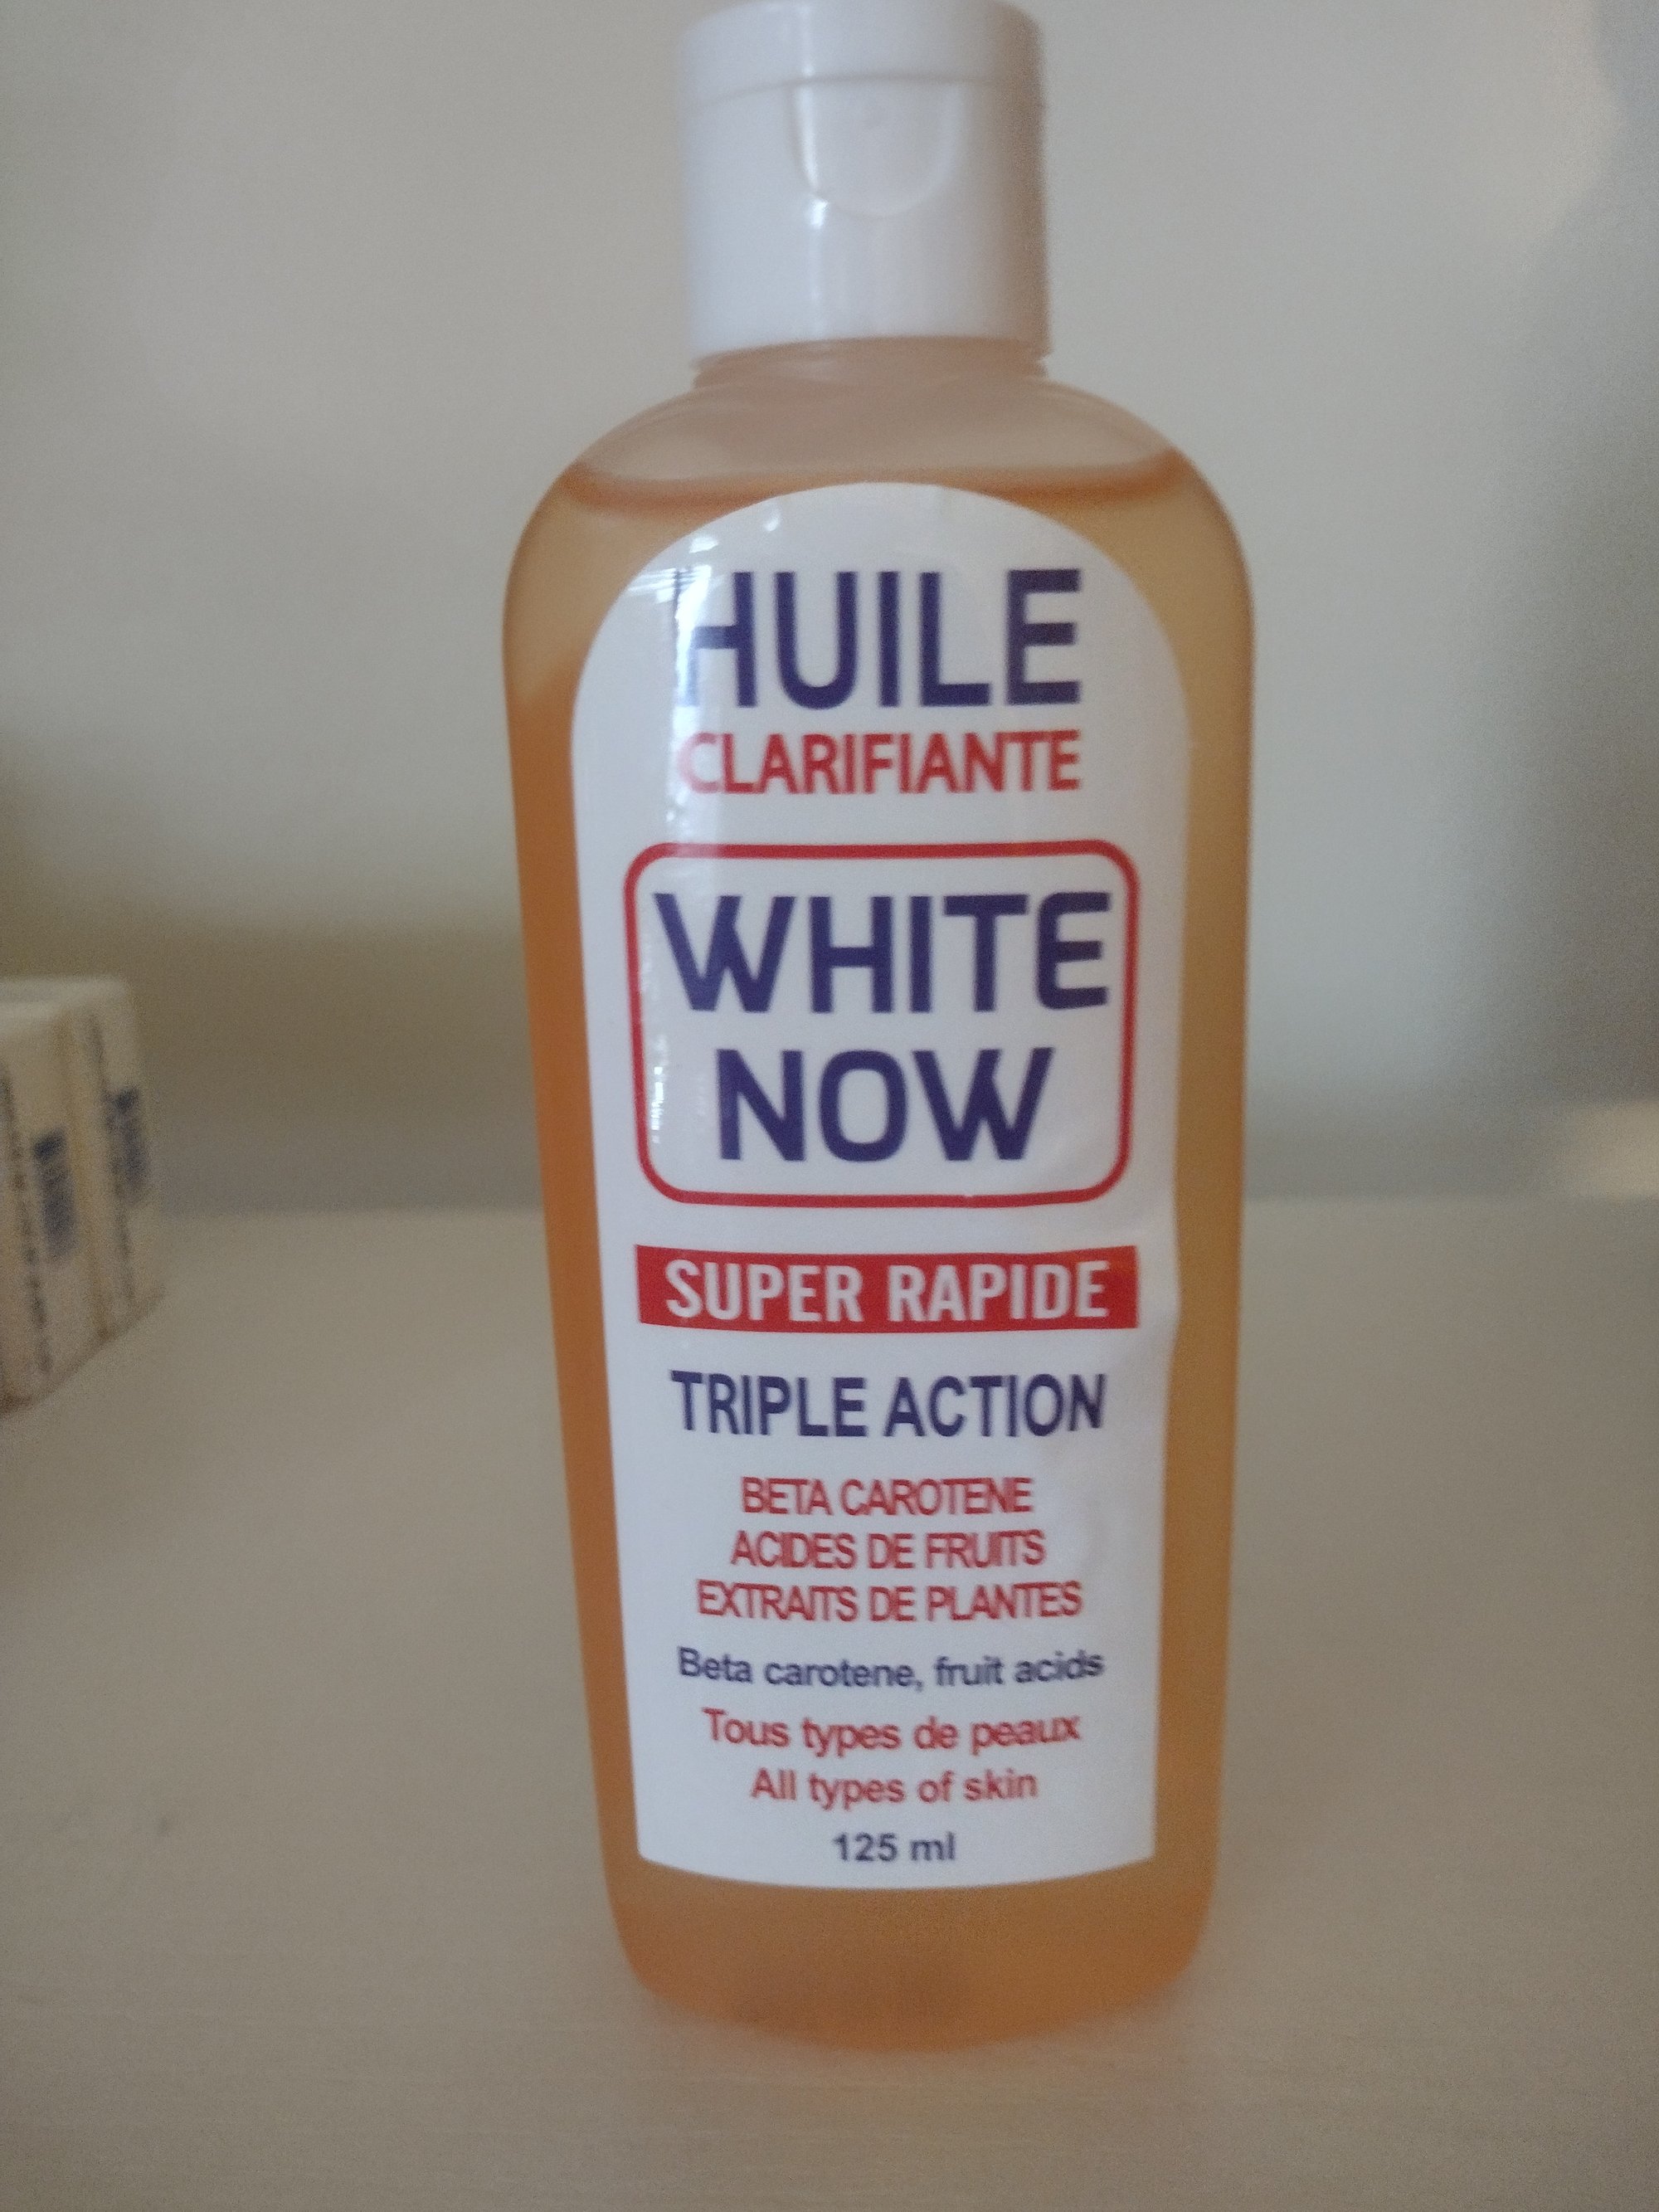 HUILE
CLARIFIANTE
WHITE
NOW
SUPER RAPIDE
TRIPLE ACTION
BETA CAROTENE
ACIDES DE FRUITS
EXTRAITS DE PLANTES
Beta carotene, fruit acids
Tous types de peaux
All types of skin
125 ml